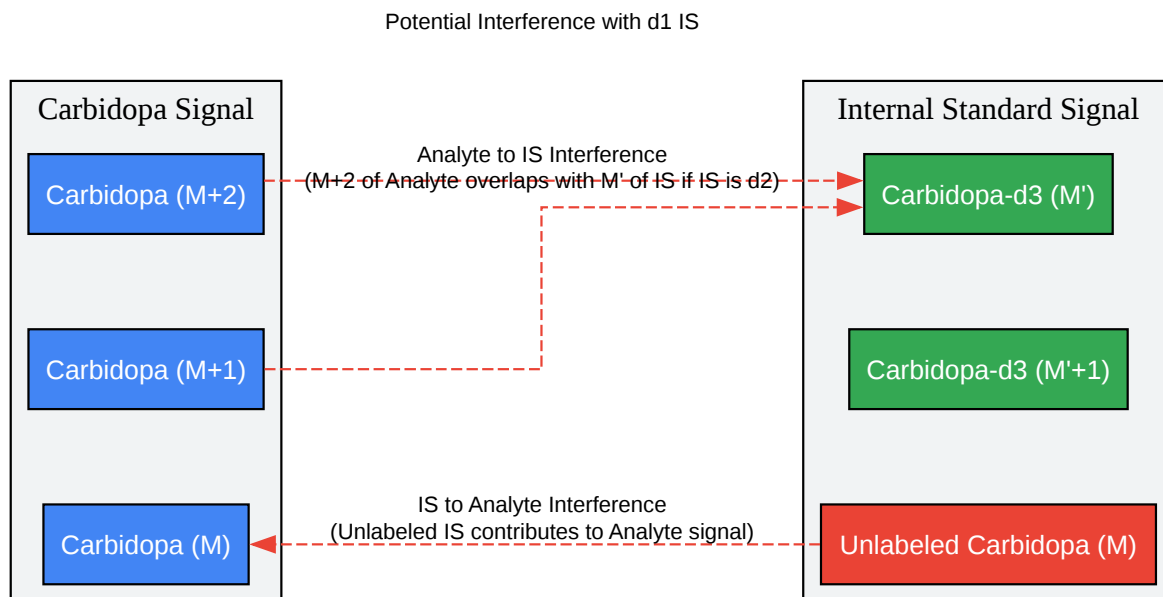 Potential Interference with d1 IS
Carbidopa Signal
Internal Standard Signal
Carbidopa (M+2)
Analyte to IS Interference
(M+2 of Analyte overlaps with M' of IS if IS is d2)
Carbidopa-d3 (M')
Carbidopa (M+1)
Carbidopa-d3 (M'+1)
Carbidopa (M)
IS to Analyte Interference
(Unlabeled IS contributes to Analyte signal)
Unlabeled Carbidopa (M)